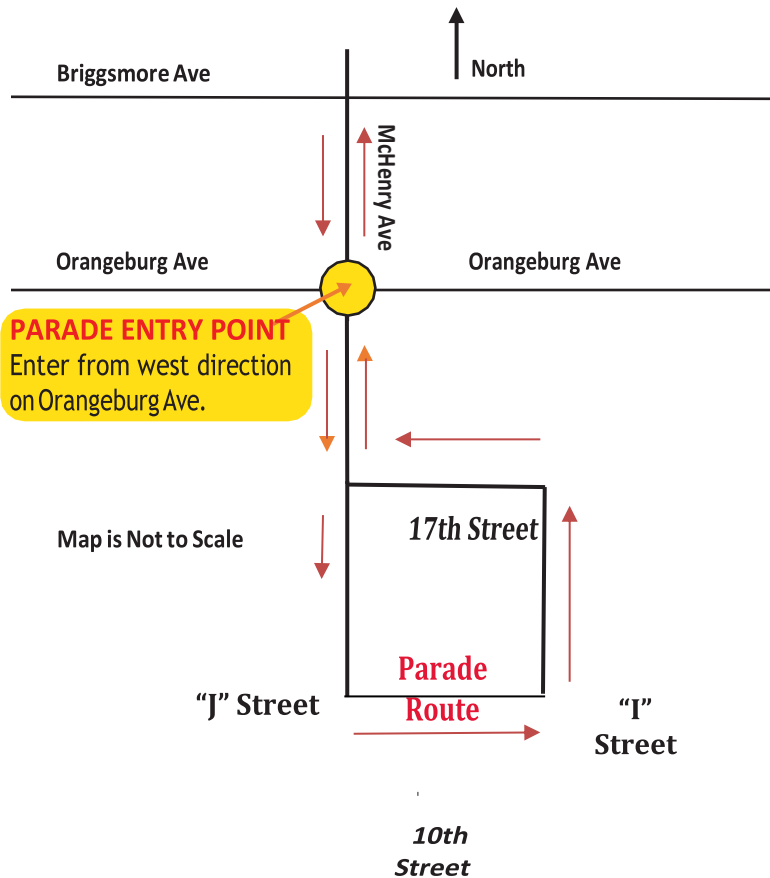 North
Briggsmore Ave
McHenry Ave
Orangeburg Ave
Orangeburg Ave
PARADE ENTRY POINT
Enter from west direction
on Orangeburg Ave.
17th Street
Map is Not to Scale
Parade
Route
“J” Street
“I”
Street
10th
Street